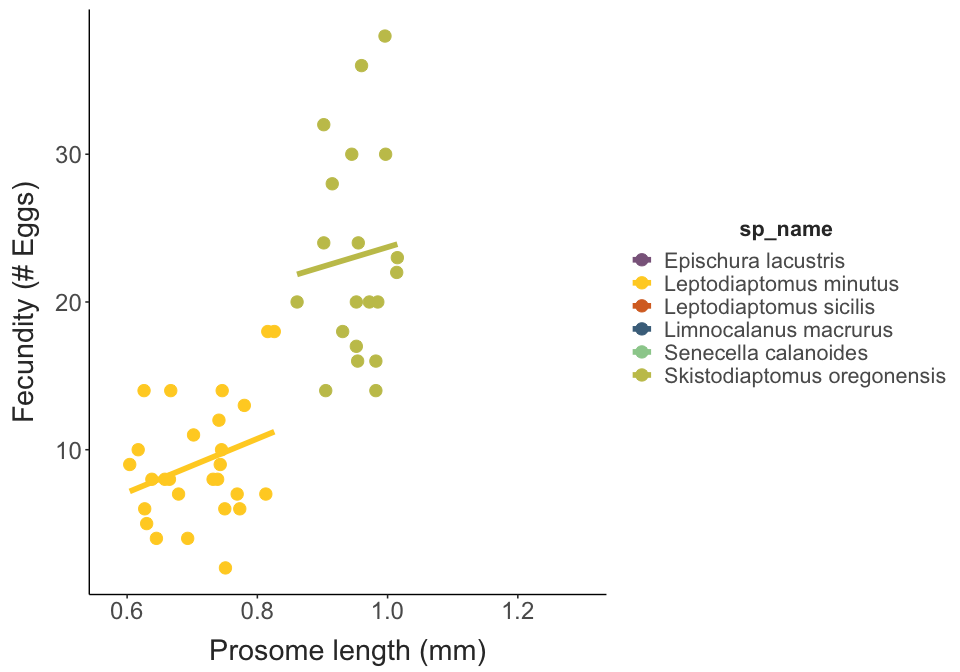 Fecundity (# Eggs)
30
20
10
0.6 0.8 1.0 1.2
Prosome length (mm)
sp_name
Epischura lacustris
Leptodiaptomus minutus
Leptodiaptomus sicilis
Limnocalanus macrurus
Senecella calanoides
Skistodiaptomus oregonensis